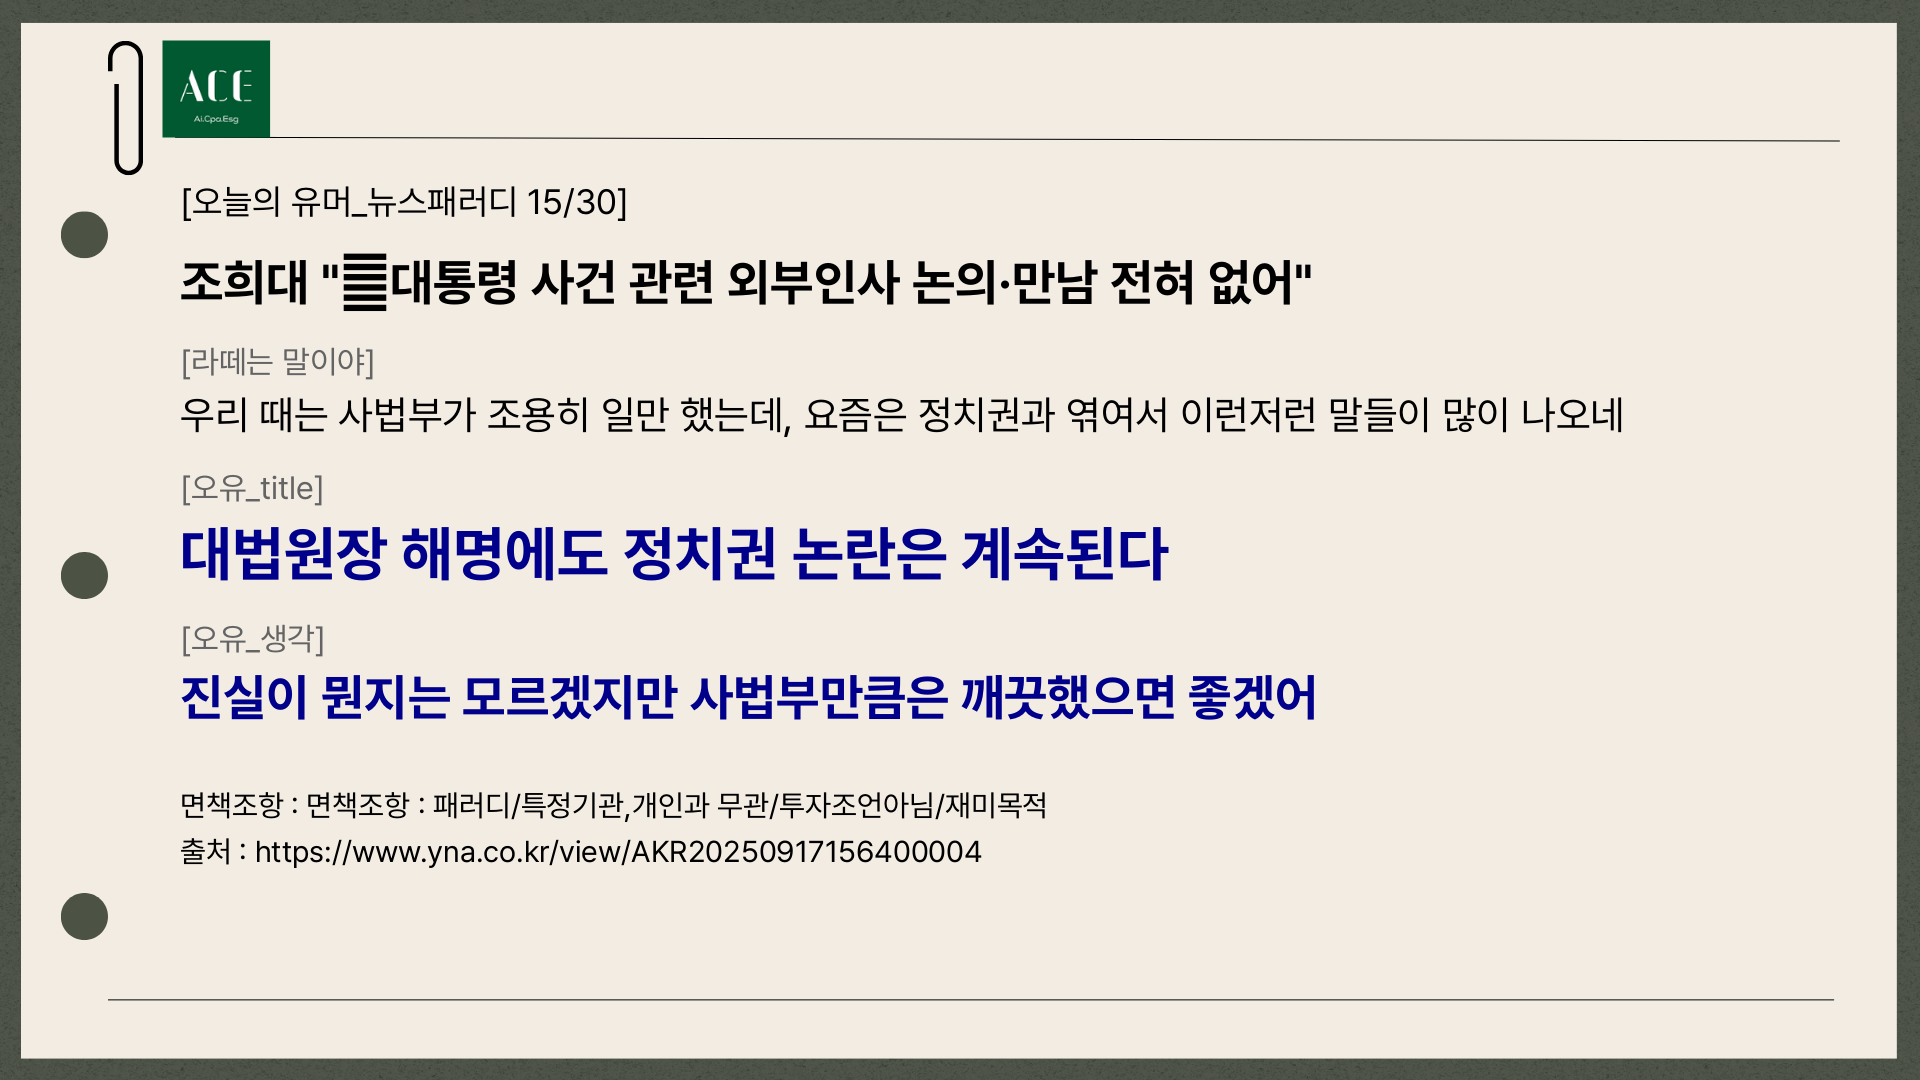 ACE
Ai.Cpa.Esg
[오늘의 유머_뉴스패러디 15/30]
조희대 "대통령 사건 관련 외부인사 논의·만남 전혀 없어"
[라떼는 말이야]
우리 때는 사법부가 조용히 일만 했는데, 요즘은 정치권과 엮여서 이런저런 말들이 많이 나오네
[오유_title]
대법원장 해명에도 정치권 논란은 계속된다
[오유_생각]
진실이 뭔지는 모르겠지만 사법부만큼은 깨끗했으면 좋겠어
면책조항 : 면책조항 : 패러디/특정기관,개인과 무관/투자조언아님/재미목적
출처 : https://www.yna.co.kr/view/AKR20250917156400004